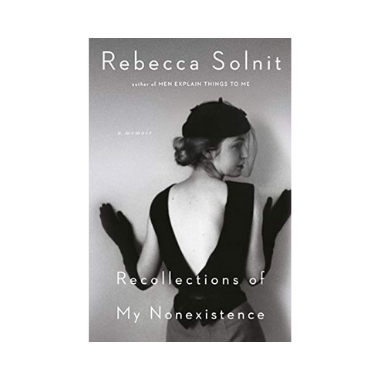 Rebecca Solnit
author of MEN EXPLAIN THINGS TO ME
a memoir
Recollections of
My Nonexistence